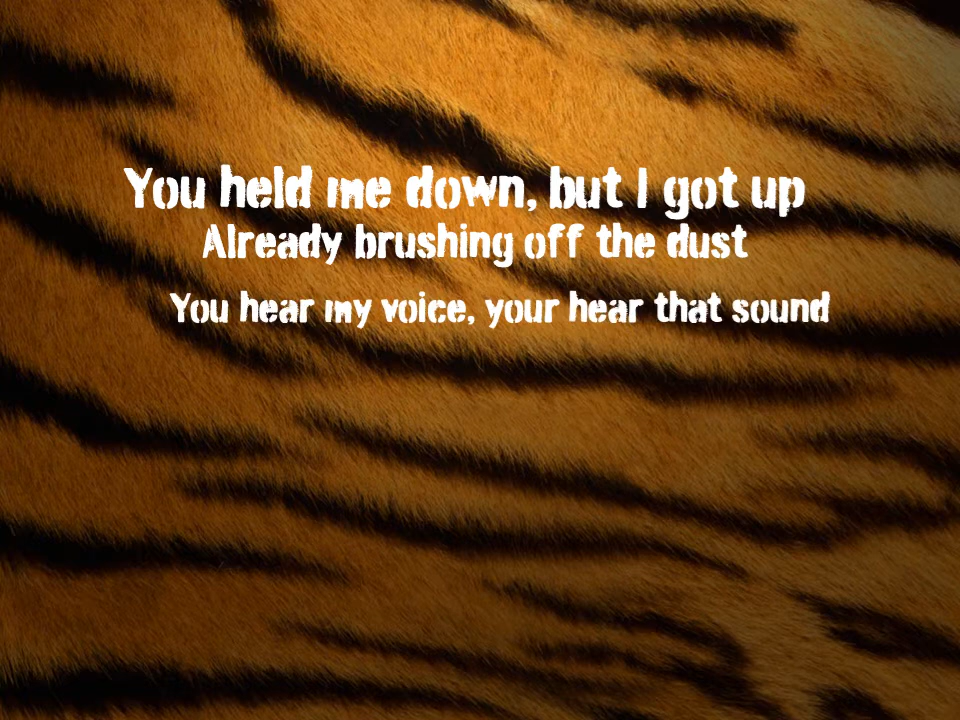 You held me down, but I got up
Already brushing off the dust
You hear my voice, your hear that sound